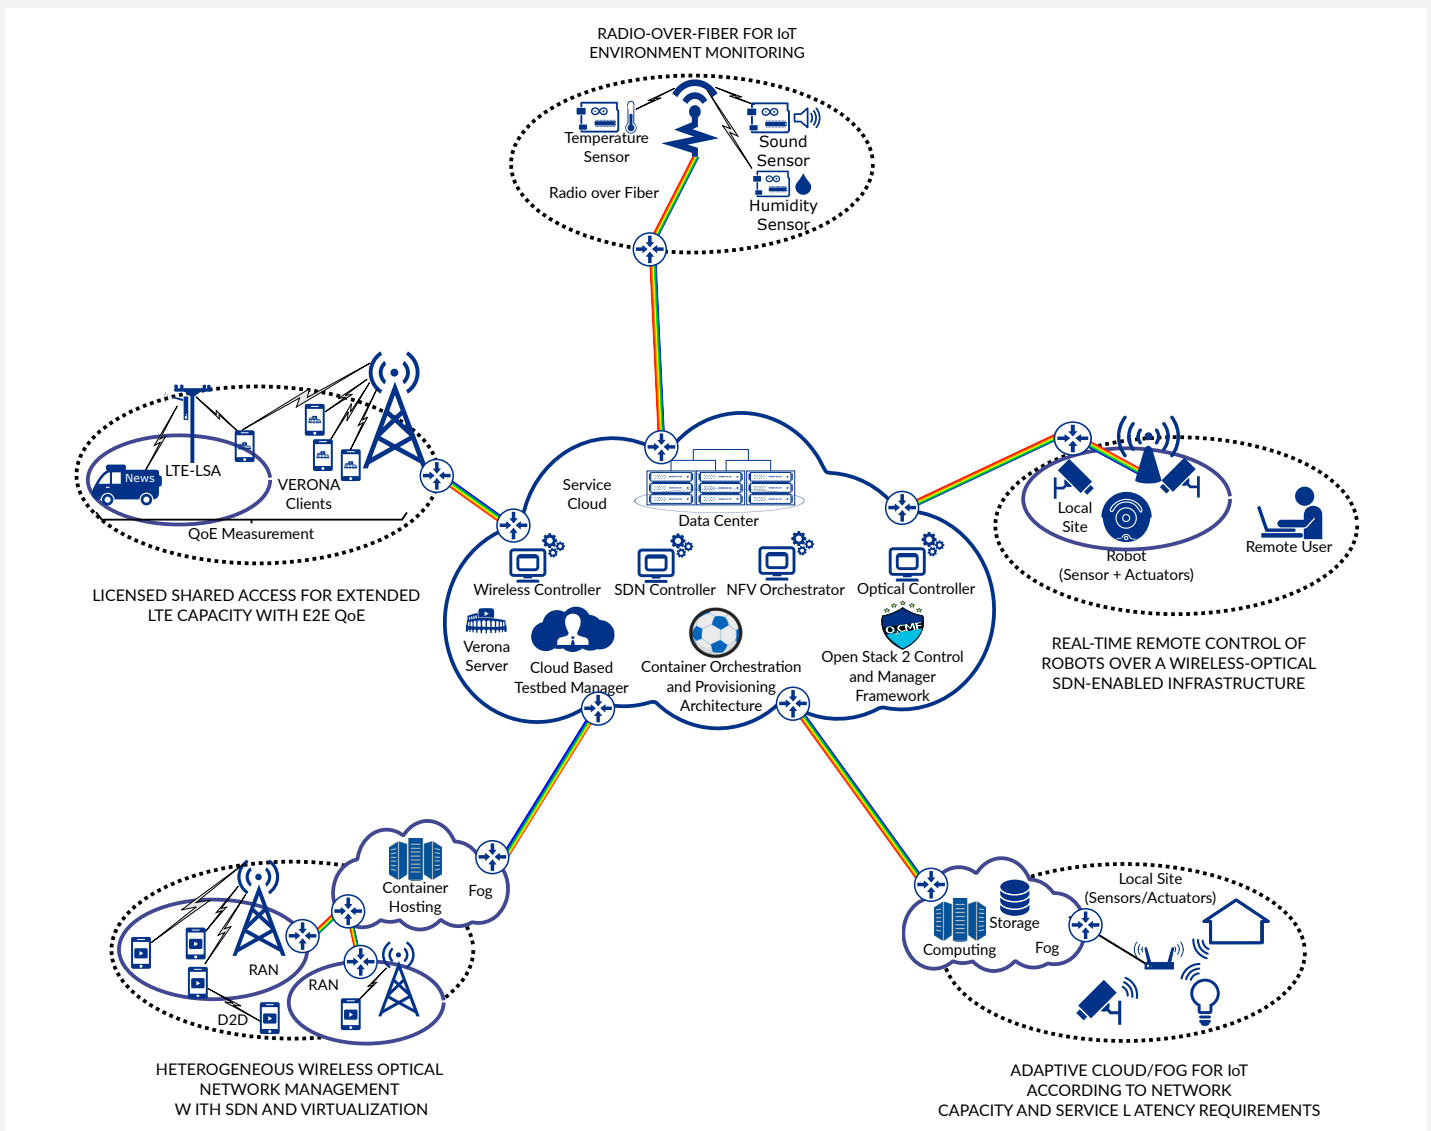 RADIO-OVER-FIBER FOR IoT
ENVIRONMENT MONITORING
Temperature
Sensor
Sound
Sensor
Radio over Fiber
Humidity
Sensor
LTE-LSA
News
VERONA
Clients
QoE Measurement
LICENSED SHARED ACCESS FOR EXTENDED
LTE CAPACITY WITH E2E QoE
Service
Cloud
Data Center
Wireless Controller
SDN Controller
NFV Orchestrator
Optical Controller
Verona
Server
Cloud Based
Testbed Manager
Container Orchestration
and Provisioning
Architecture
O.CMF
Open Stack 2 Control
and Manager
Framework
Local
Site
Robot
(Sensor + Actuators)
Remote User
REAL-TIME REMOTE CONTROL OF
ROBOTS OVER A WIRELESS-OPTICAL
SDN-ENABLED INFRASTRUCTURE
Container
Hosting
Fog
RAN
RAN
D2D
HETEROGENEOUS WIRELESS OPTICAL
NETWORK MANAGEMENT
W ITH SDN AND VIRTUALIZATION
Local Site
(Sensors/Actuators)
Storage
Computing
Fog
ADAPTIVE CLOUD/FOG FOR IoT
ACCORDING TO NETWORK
CAPACITY AND SERVICE L ATENCY REQUIREMENTS